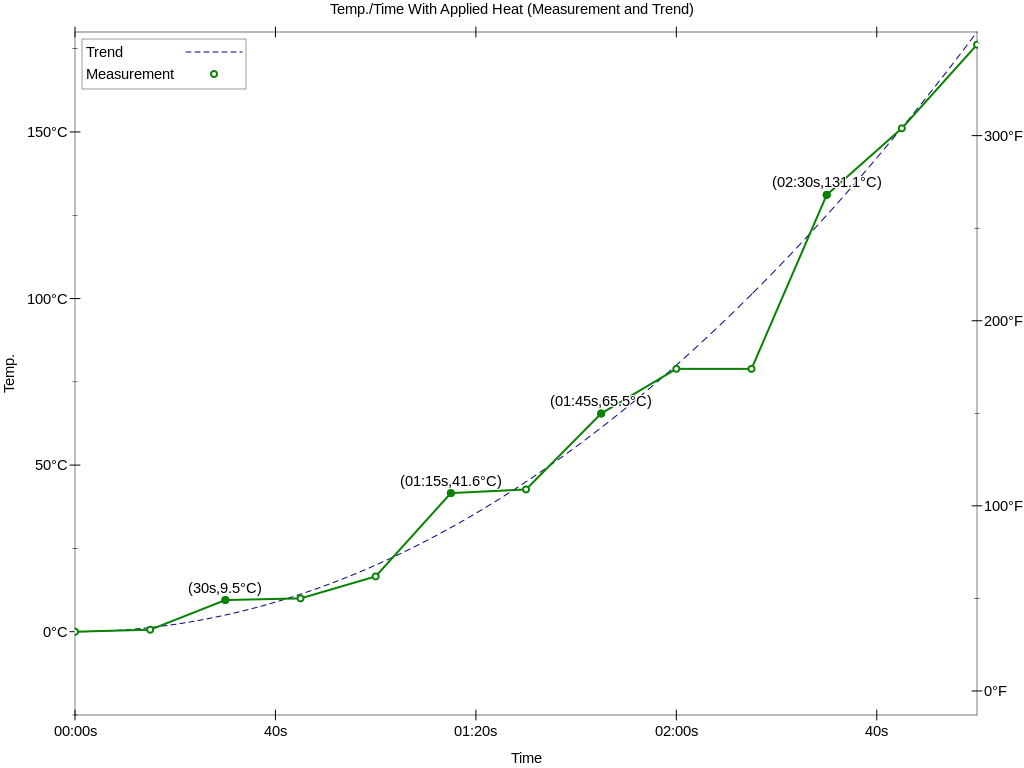 Temp./Time With Applied Heat (Measurement and Trend)
Trend
Measurement
150°C
100°C
50°C
0°C
Temp.
300°F
200°F
100°F
0°F
(02:30s,131.1°C)
(01:45s,65.5°C)
(01:15s,41.6°C)
(30s,9.5°C)
00:00s 40s 01:20s 02:00s 40s
Time